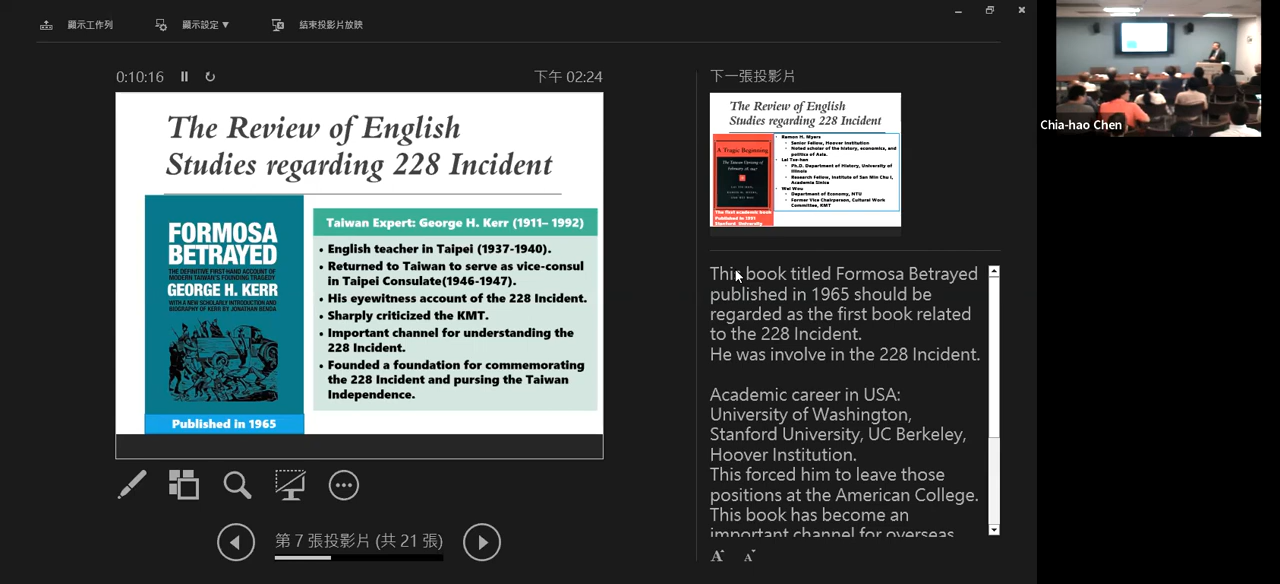 顯示工作列
顯示設定 ▼
結束投影片放映
0:10:16
下午 02:24
The Review of English
Studies regarding 228 Incident
FORMOSA
BETRAYED
THE DEFINITIVE FIRST-HAND ACCOUNT OF
MODERN TAIWAN'S FOUNDING TRAGEDY
GEORGE H. KERR
WITH A NEW SCHOLARLY INTRODUCTION AND
BIOGRAPHY OF KERR BY JONATHAN BENDA
Published in 1965
Taiwan Expert: George H. Kerr (1911– 1992)
• English teacher in Taipei (1937-1940).
• Returned to Taiwan to serve as vice-consul
in Taipei Consulate(1946-1947).
• His eyewitness account of the 228 Incident.
• Sharply criticized the KMT.
• Important channel for understanding the
228 Incident.
• Founded a foundation for commemorating
the 228 Incident and pursing the Taiwan
Independence.
第 7 張投影片 (共 21 張)
下一張投影片
The Review of English
Studies regarding 228 Incident
A Tragic Beginning
The Taiwan Uprising of
February 28, 1947
The first academic book
Published in 1991
Stanford University
• Ramon H. Myers
• Senior Fellow, Hoover Institution
• Noted scholar of the history, economics, and
politics of Asia.
• Lai Tse-han
• Ph.D. Department of History, University of
Illinois
• Research Fellow, Institute of San Min Chu I,
Academia Sinica
• Wei Wou
• Department of Economy, NTU
• Former Vice Chairperson, Cultural Work
Committee, KMT
This book titled Formosa Betrayed
published in 1965 should be
regarded as the first book related
to the 228 Incident.
He was involve in the 228 Incident.
Academic career in USA:
University of Washington,
Stanford University, UC Berkeley,
Hoover Institution.
This forced him to leave those
positions at the American College.
This book has become an
important channel for overseas
A A
Chia-hao Chen